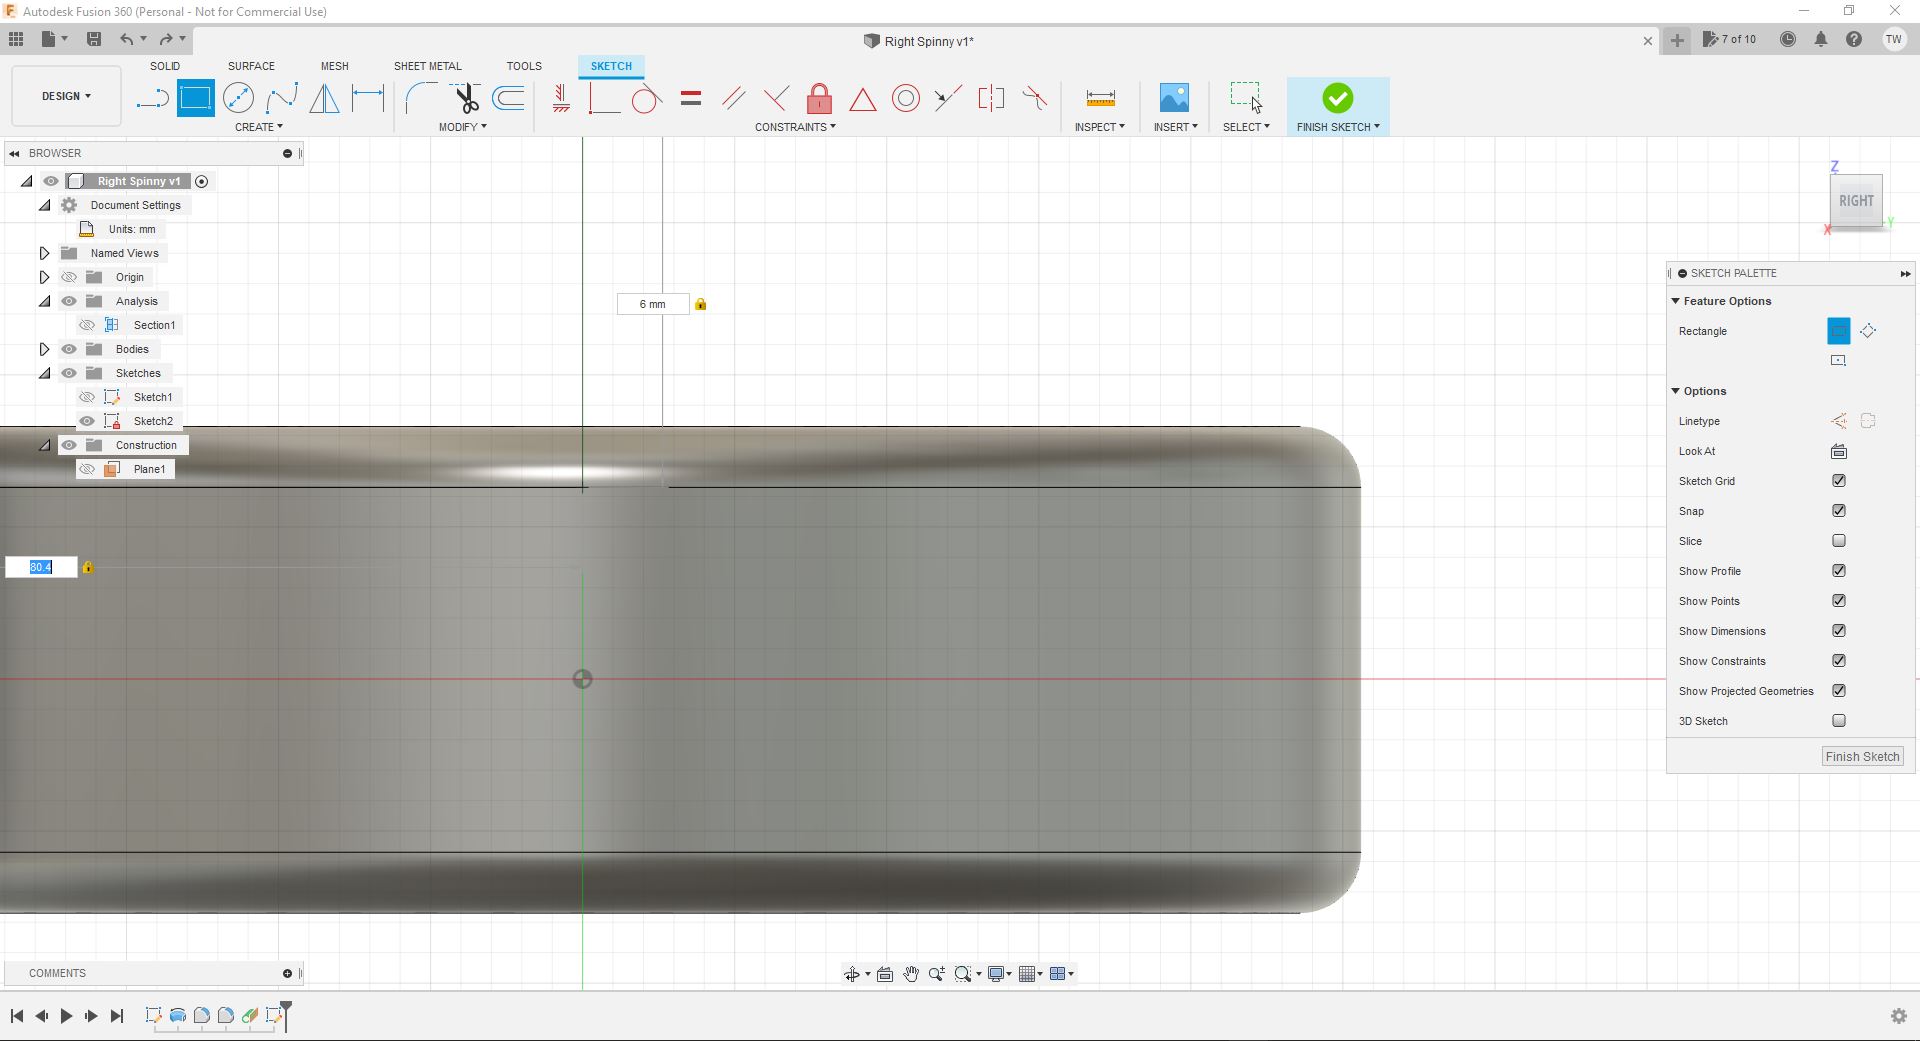 Autodesk Fusion 360 (Personal - Not for Commercial Use)
Right Spinny v1*
7 of 10
TW
SOLID SURFACE MESH SHEET METAL TOOLS SKETCH
DESIGN
CREATE MODIFY CONSTRAINTS INSPECT INSERT SELECT FINISH SKETCH
BROWSER
Right Spinny v1
Document Settings
Units: mm
Named Views
Origin
Analysis
Section1
Bodies
Sketches
Sketch1
Sketch2
Construction
Plane1
6 mm
80.4
Z
RIGHT
X
Y
SKETCH PALETTE
Feature Options
Rectangle
Options
Linetype
Look At
Sketch Grid
Snap
Slice
Show Profile
Show Points
Show Dimensions
Show Constraints
Show Projected Geometries
3D Sketch
Finish Sketch
COMMENTS